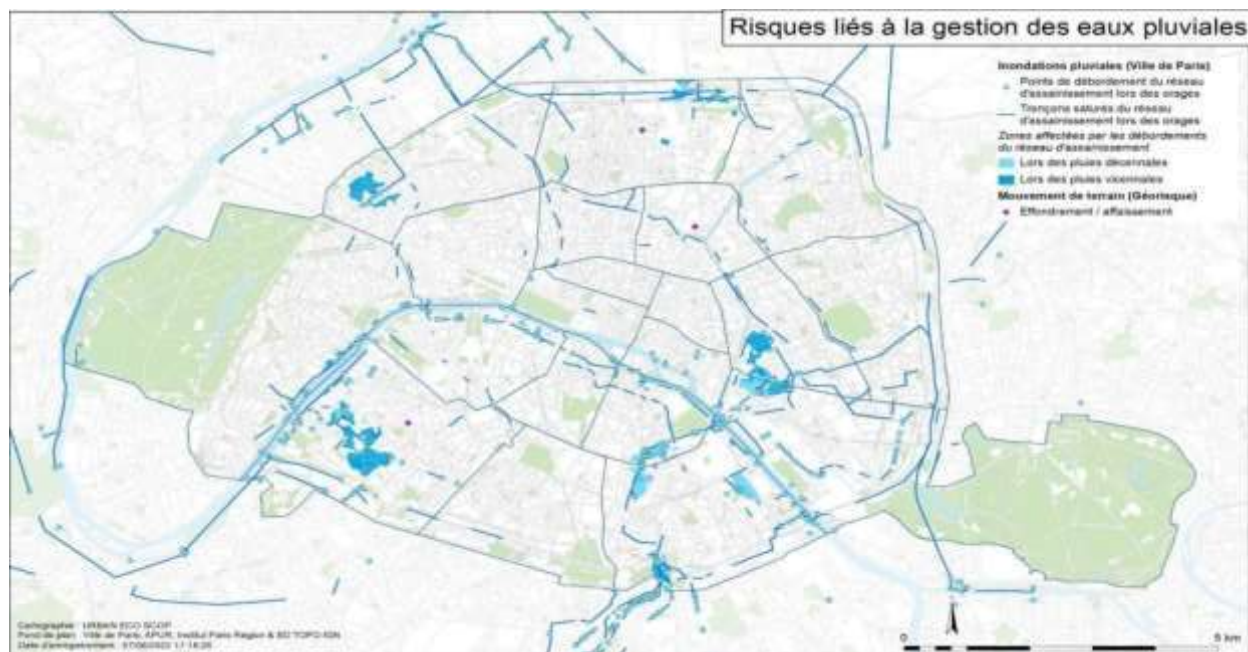 Risques liés à la gestion des eaux pluviales
Inondations pluviales (Ville de Paris)
Points de débordement du réseau
d'assainissement lors des orages
Tronçons saturés du réseau
d'assainissement lors des orages
Zones affectées par les débordements
du réseau d'assainissement
Lors des pluies décennales
Lors des pluies vicennales
Mouvement de terrain (Géorisque)
Effondrement / affaissement
Cartographie : URBAN ECO SCOP
Fond de plan : Ville de Paris, APUR, Institut Paris Region & BD TOPO IGN
Date d'enregistrement :
0
5 km